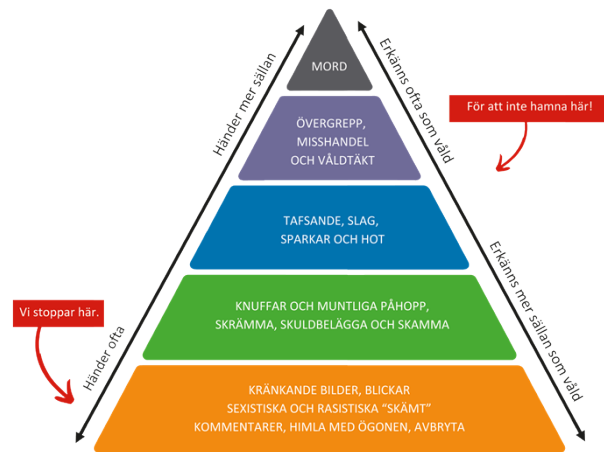 MORD
ÖVERGREPP,
MISSHANDEL
OCH VÅLDTÄKT
TAFSANDE, SLAG,
SPARKAR OCH HOT
KNUFFAR OCH MUNTLIGA PÅHOPP,
SKRÄMMA, SKULDBELÄGGA OCH SKAMMA
KRÄNKANDE BILDER, BLICKAR
SEXISTISKA OCH RASISTISKA "SKÄMT"
KOMMENTARER, HIMLA MED ÖGONEN, AVBRYTA
Händer mer sällan
Händer ofta
Erkänns ofta som våld
Erkänns mer sällan som våld
För att inte hamna här!
Vi stoppar här.